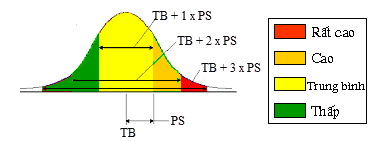 TB + 1 x PS
TB + 2 x PS
TB + 3 x PS
PS
TB
Rất cao
Cao
Trung bình
Thấp